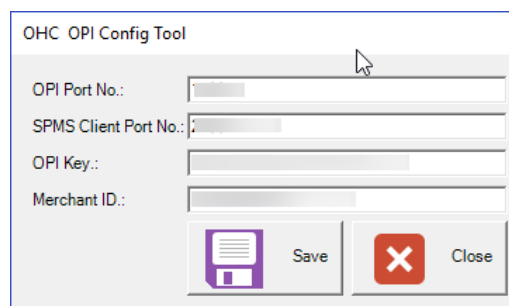 OHC OPI Config Tool
OPI Port No.:
SPMS Client Port No.:
OPI Key.:
Merchant ID.:
Save Close